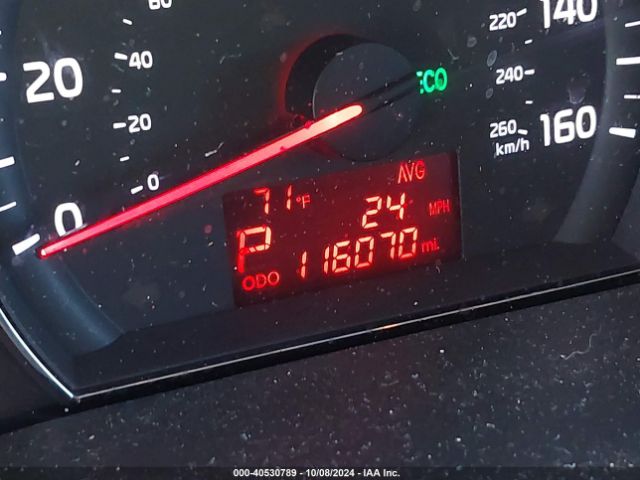 60 220 140
20 40 ECO 240
20 260 160
km/h
0 AVG
0 71°F 24 MPH
P
ODO 116070 mi.
000-40530789 - 10/08/2024 - IAA Inc.